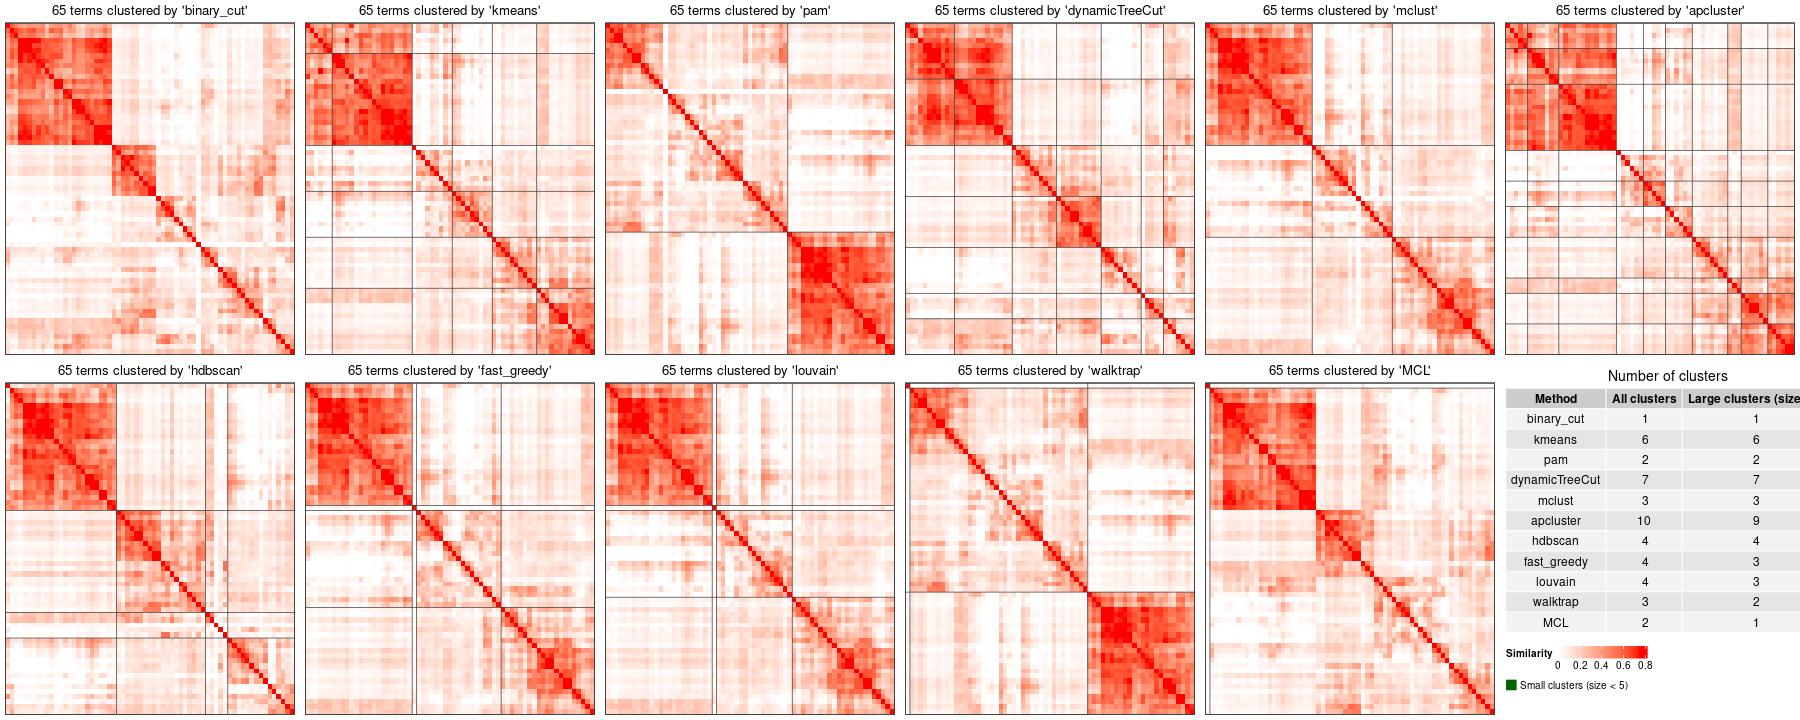 65 terms clustered by 'binary_cut'
65 terms clustered by 'kmeans'
65 terms clustered by 'pam'
65 terms clustered by 'dynamicTreeCut'
65 terms clustered by 'mclust'
65 terms clustered by 'apcluster'
65 terms clustered by 'hdbscan'
65 terms clustered by 'fast_greedy'
65 terms clustered by 'louvain'
65 terms clustered by 'walktrap'
65 terms clustered by 'MCL'
Number of clusters
Method All clusters Large clusters (size
binary_cut 1 1
kmeans 6 6
pam 2 2
dynamicTreeCut 7 7
mclust 3 3
apcluster 10 9
hdbscan 4 4
fast_greedy 4 3
louvain 4 3
walktrap 3 2
MCL 2 1
Similarity
0 0.2 0.4 0.6 0.8
Small clusters (size < 5)